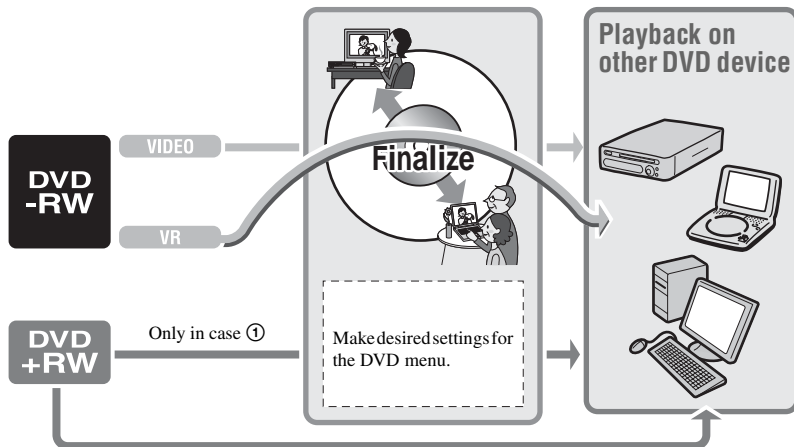 Playback on
other DVD device
VIDEO
Finalize
DVD
-RW
VR
DVD
+RW
Only in case ①
Make desired settings for
the DVD menu.